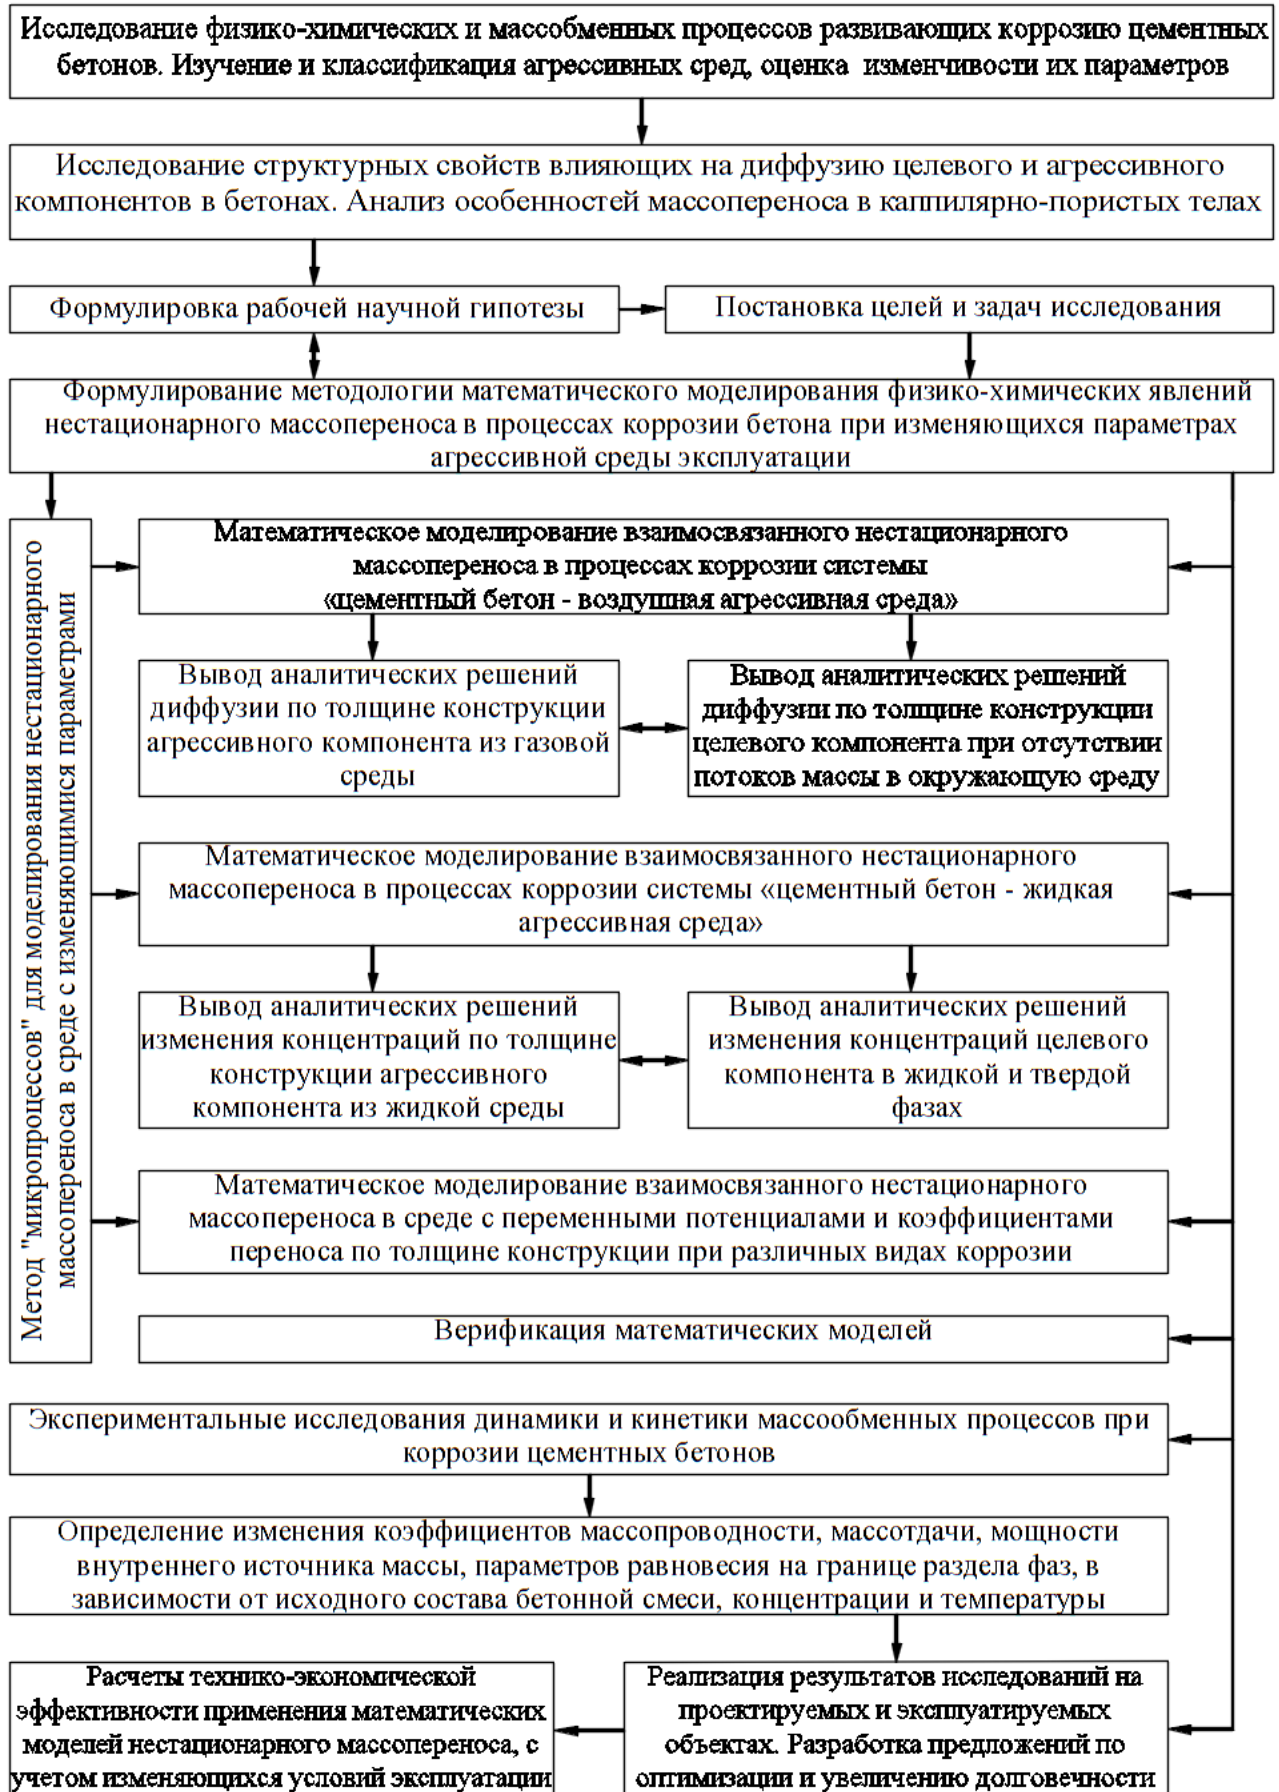 Исследование физико-химических и массобменных процессов развивающих коррозию цементных
бетонов. Изучение и классификация агрессивных сред, оценка изменчивости их параметров
Исследование структурных свойств влияющих на диффузию целевого и агрессивного
компонентов в бетонах. Анализ особенностей массопереноса в каппилярно-пористых телах
Формулировка рабочей научной гипотезы
Постановка целей и задач исследования
Формулирование методологии математического моделирования физико-химических явлений
нестационарного массопереноса в процессах коррозии бетона при изменяющихся параметрах
агрессивной среды эксплуатации
Метод "микропроцессов" для моделирования нестационарного
массопереноса в среде с изменяющимися параметрами
Математическое моделирование взаимосвязанного нестационарного
массопереноса в процессах коррозии системы
«цементный бетон - воздушная агрессивная среда»
Вывод аналитических решений
диффузии по толщине конструкции
агрессивного компонента из газовой
среды
Вывод аналитических решений
диффузии по толщине конструкции
целевого компонента при отсутствии
потоков массы в окружающую среду
Математическое моделирование взаимосвязанного нестационарного
массопереноса в процессах коррозии системы «цементный бетон - жидкая
агрессивная среда»
Вывод аналитических решений
изменения концентраций по толщине
конструкции агрессивного
компонента из жидкой среды
Вывод аналитических решений
изменения концентраций целевого
компонента в жидкой и твердой
фазах
Математическое моделирование взаимосвязанного нестационарного
массопереноса в среде с переменными потенциалами и коэффициентами
переноса по толщине конструкции при различных видах коррозии
Верификация математических моделей
Экспериментальные исследования динамики и кинетики массообменных процессов при
коррозии цементных бетонов
Определение изменения коэффициентов массопроводности, массотдачи, мощности
внутреннего источника массы, параметров равновесия на границе раздела фаз, в
зависимости от исходного состава бетонной смеси, концентрации и температуры
Расчеты технико-экономической
эффективности применения математических
моделей нестационарного массопереноса, с
учетом изменяющихся условий эксплуатации
Реализация результатов исследований на
проектируемых и эксплуатируемых
объектах. Разработка предложений по
оптимизации и увеличению долговечности